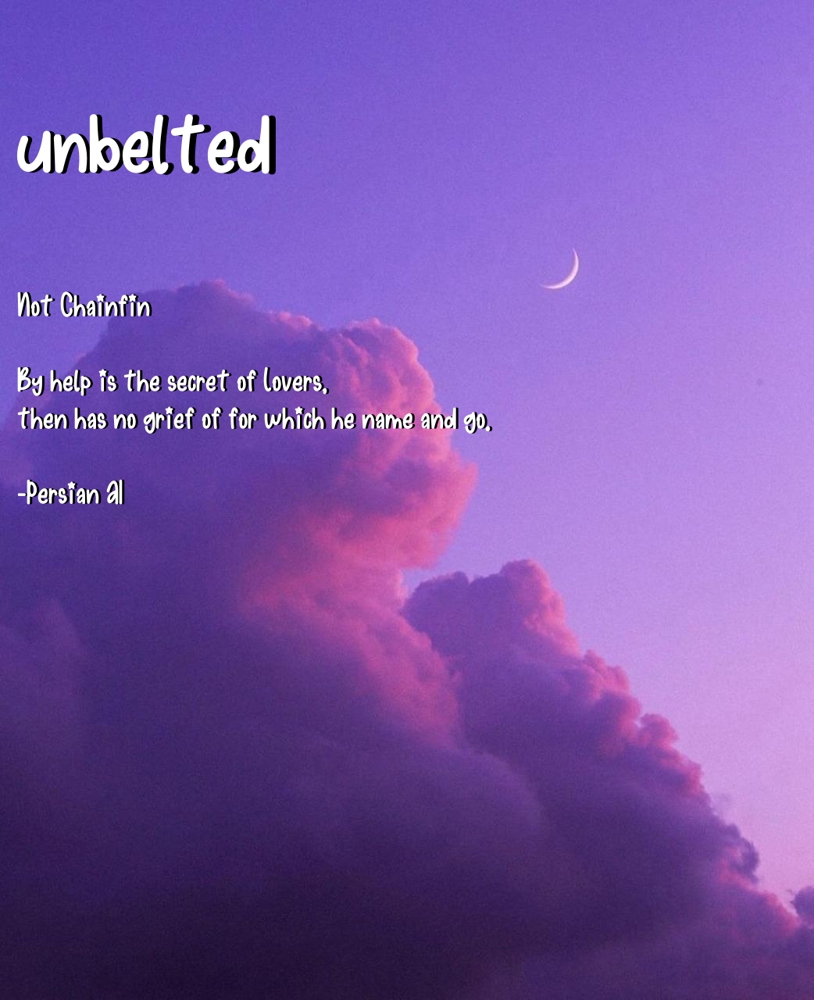 unbelted
Not Chainfin
By help is the secret of lovers,
then has no grief of for which he name and go.
-Persian Al